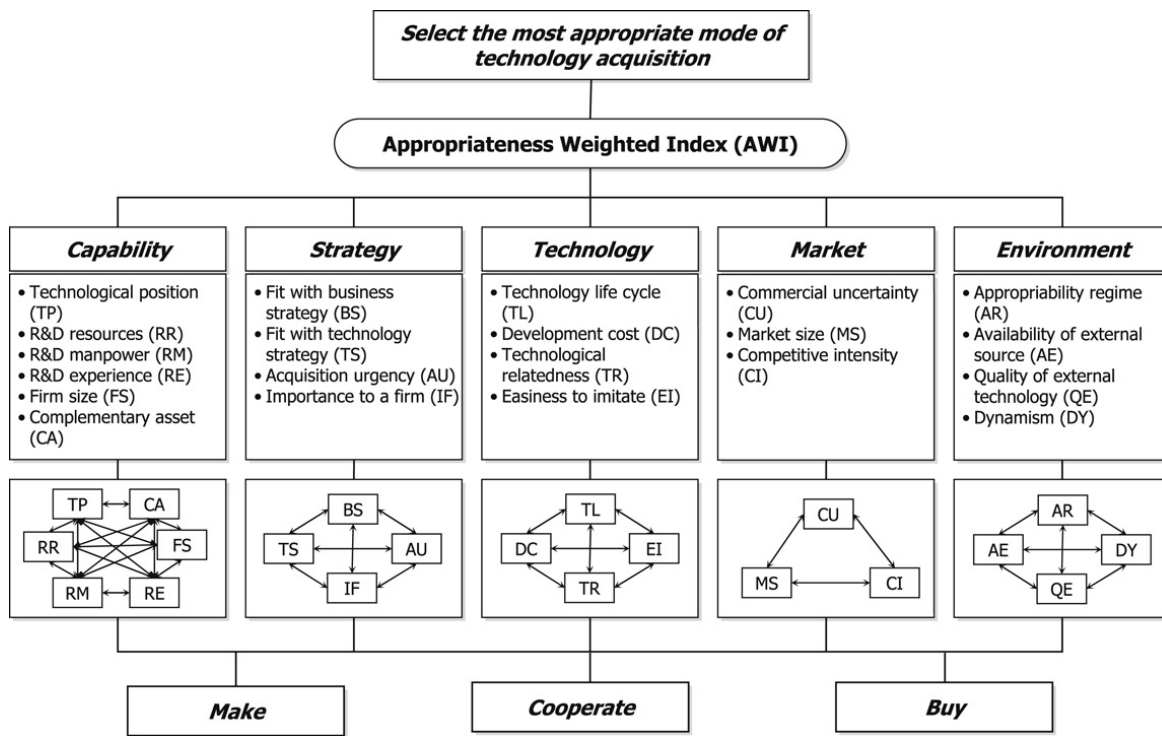 Select the most appropriate mode of
technology acquisition
Appropriateness Weighted Index (AWI)
Capability
• Technological position
(TP)
• R&D resources (RR)
• R&D manpower (RM)
• R&D experience (RE)
• Firm size (FS)
• Complementary asset
(CA)
Strategy
• Fit with business
strategy (BS)
• Fit with technology
strategy (TS)
• Acquisition urgency (AU)
• Importance to a firm (IF)
Technology
• Technology life cycle
(TL)
• Development cost (DC)
• Technological
relatedness (TR)
• Easiness to imitate (EI)
Market
• Commercial uncertainty
(CU)
• Market size (MS)
• Competitive intensity
(CI)
Environment
• Appropriability regime
(AR)
• Availability of external
source (AE)
• Quality of external
technology (QE)
• Dynamism (DY)
TP CA
RR FS
RM RE
BS
TS AU
IF
TL
DC EI
TR
CU
MS CI
AR
AE DY
QE
Make
Cooperate
Buy